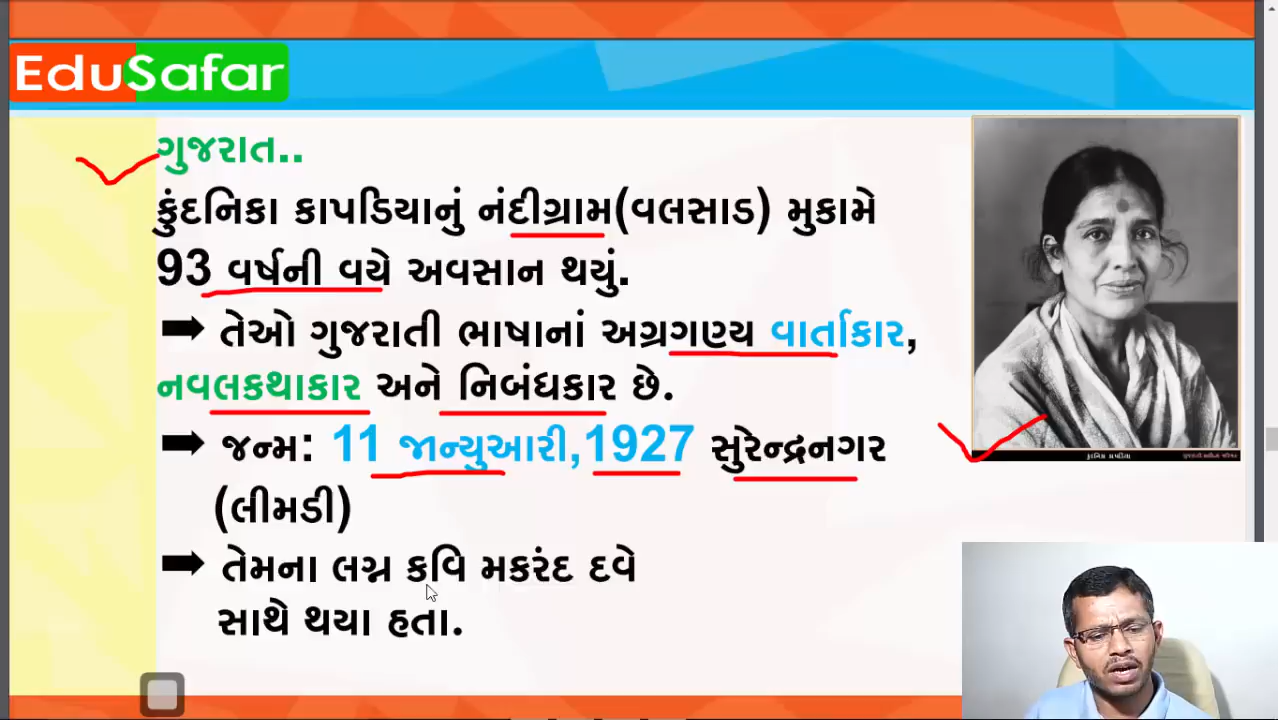 EduSafar
ગુજરાત..
કુંદનિકા કાપડિયાનું નંદીગ્રામ(વલસાડ) મુકામે
93 વર્ષની વયે અવસાન થયું.
➡ તેઓ ગુજરાતી ભાષાનાં અગ્રગણ્ય વાર્તાકાર,
નવલકથાકાર અને નિબંધકાર છે.
➡ જન્મ: 11 જાન્યુઆરી,1927 સુરેન્દ્રનગર
(લીમડી)
➡ તેમના લગ્ન કવિ મકરંદ દવે
સાથે થયા હતા.